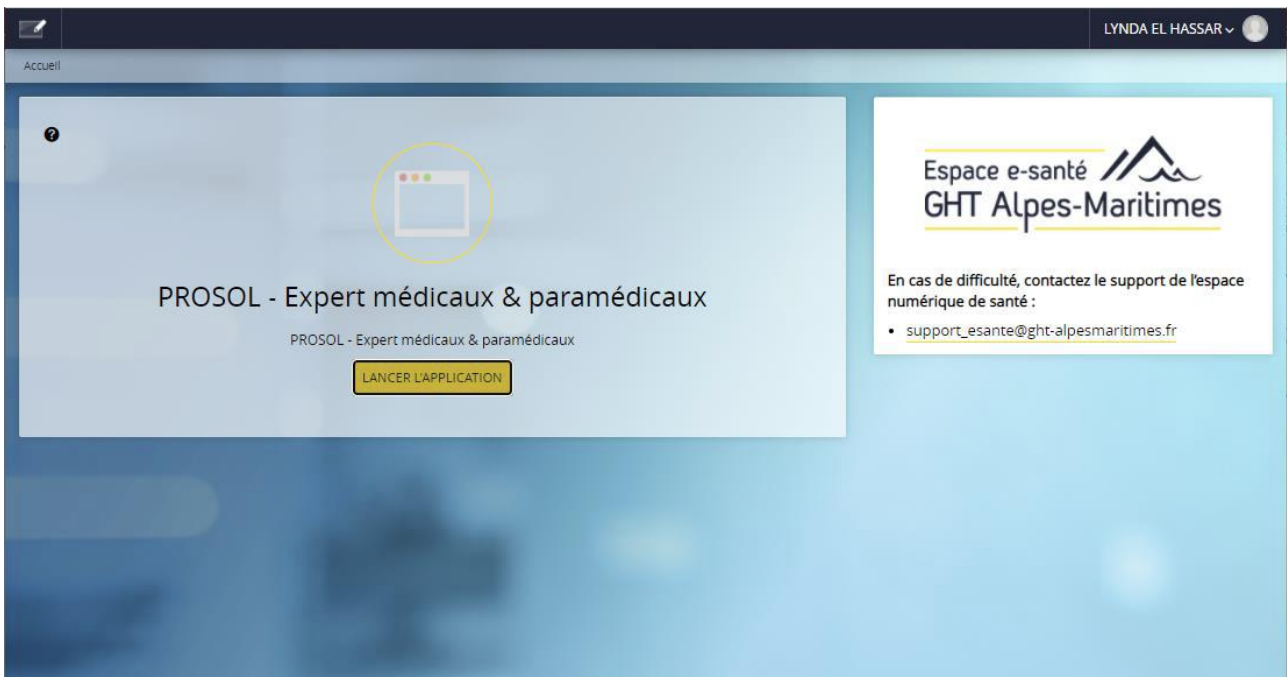 LYNDA EL HASSAR
Accueil
PROSOL - Expert médicaux & paramédicaux
PROSOL - Expert médicaux & paramédicaux
LANCER L'APPLICATION
Espace e-santé
GHT Alpes-Maritimes
En cas de difficulté, contactez le support de l'espace
numérique de santé :
• support_esante@ght-alpesmaritimes.fr